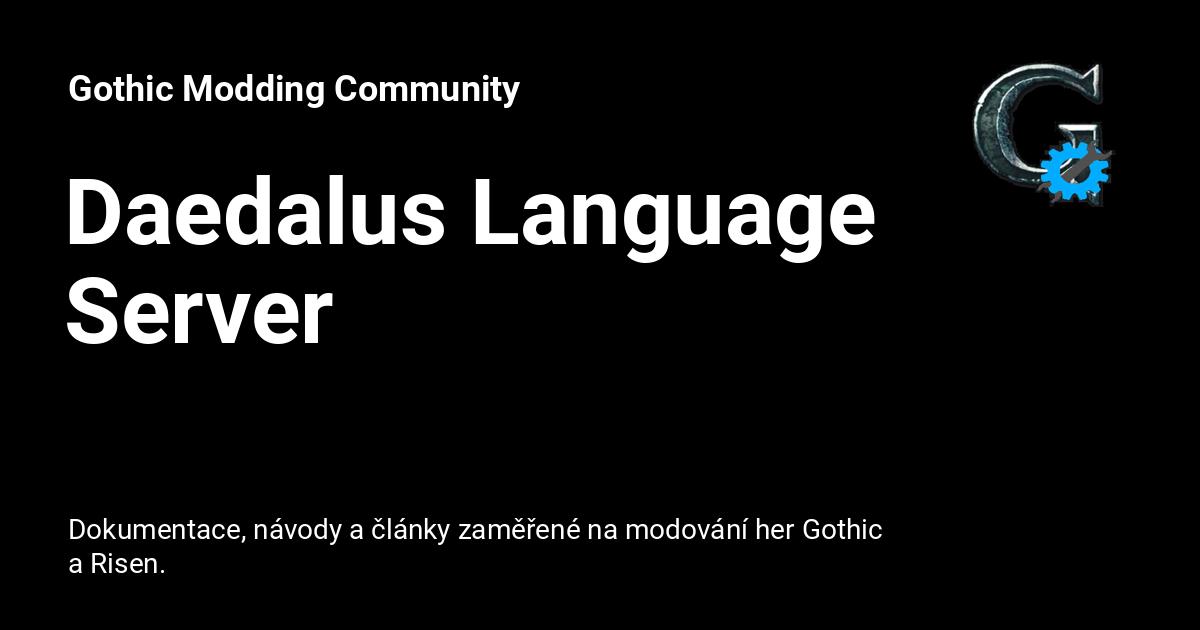 Gothic Modding Community
Daedalus Language
Server
Dokumentace, návody a články zaměřené na modování her Gothic
a Risen.